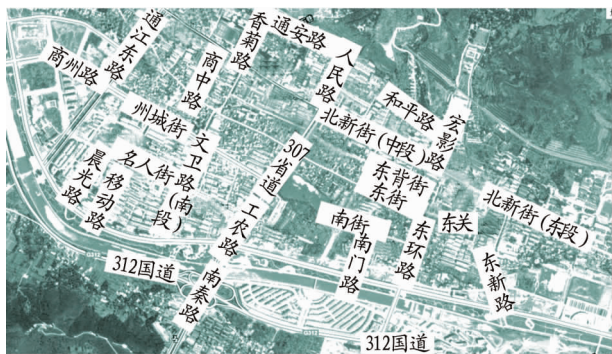 通江东路
商州路
香菊路
通安路
人民路
商中路
州城街
和平路
宏影路
北新街(中段)
307省道
文卫路(南段)
名人街
晨光路
移动路
东背街
东街
北新街(东段)
工农路
南街
南门路
东环路
东关
东新路
312国道
南秦路
312国道